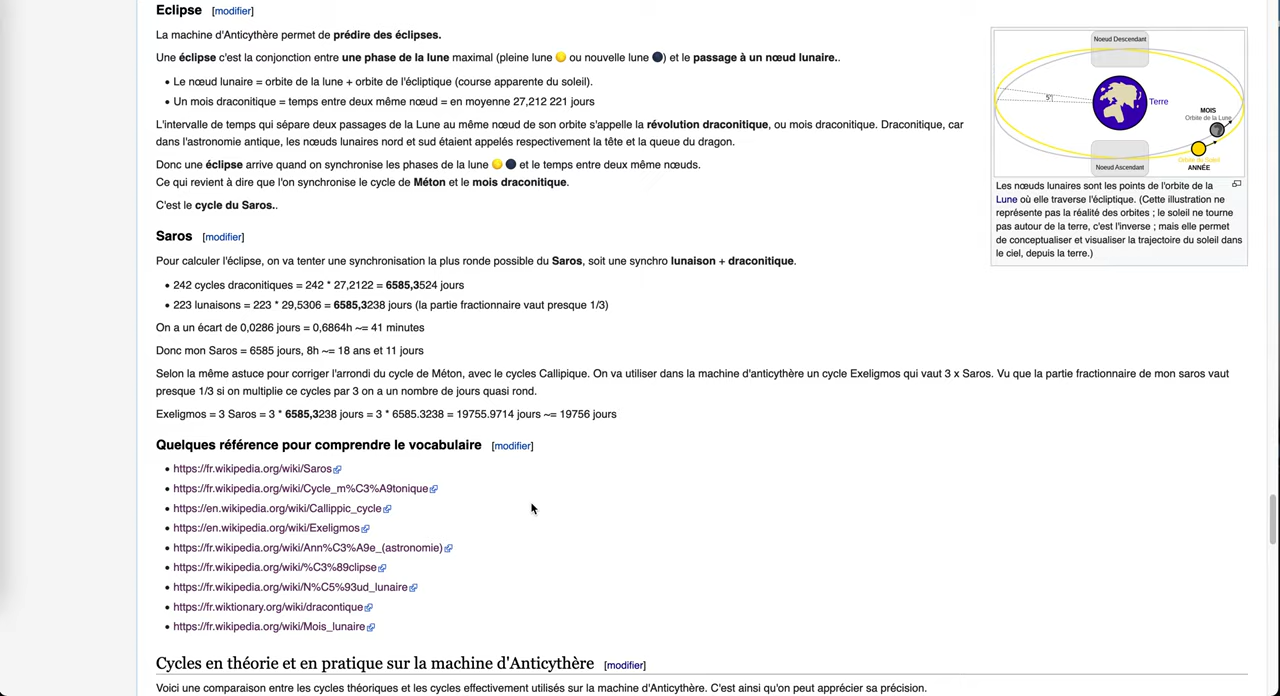 Eclipse [modifier]
La machine d'Anticythère permet de prédire des éclipses.
Une éclipse c'est la conjonction entre une phase de la lune maximal (pleine lune ou nouvelle lune ) et le passage à un nœud lunaire..
• Le nœud lunaire = orbite de la lune + orbite de l'écliptique (course apparente du soleil).
• Un mois draconitique = temps entre deux même nœud = en moyenne 27,212 221 jours
L'intervalle de temps qui sépare deux passages de la Lune au même nœud de son orbite s'appelle la révolution draconitique, ou mois draconitique. Draconitique, car
dans l'astronomie antique, les nœuds lunaires nord et sud étaient appelés respectivement la tête et la queue du dragon.
Donc une éclipse arrive quand on synchronise les phases de la lune et le temps entre deux même nœuds.
Ce qui revient à dire que l'on synchronise le cycle de Méton et le mois draconitique.
C'est le cycle du Saros..
Noeud Descendant
5°
Terre
MOIS
Orbite de la Lune
Orbite du Soleil
Noeud Ascendant
ANNÉE
Les nœuds lunaires sont les points de l'orbite de la
Lune où elle traverse l'écliptique. (Cette illustration ne
représente pas la réalité des orbites ; le soleil ne tourne
pas autour de la terre, c'est l'inverse ; mais elle permet
de conceptualiser et visualiser la trajectoire du soleil dans
le ciel, depuis la terre.)
Saros [modifier]
Pour calculer l'éclipse, on va tenter une synchronisation la plus ronde possible du Saros, soit une synchro lunaison + draconitique.
• 242 cycles draconitiques = 242 * 27,2122 = 6585,3524 jours
• 223 lunaisons = 223 * 29,5306 = 6585,3238 jours (la partie fractionnaire vaut presque 1/3)
On a un écart de 0,0286 jours = 0,6864h ~= 41 minutes
Donc mon Saros = 6585 jours, 8h ~= 18 ans et 11 jours
Selon la même astuce pour corriger l'arrondi du cycle de Méton, avec le cycles Callipique. On va utiliser dans la machine d'anticythère un cycle Exeligmos qui vaut 3 x Saros. Vu que la partie fractionnaire de mon saros vaut
presque 1/3 si on multiplie ce cycles par 3 on a un nombre de jours quasi rond.
Exeligmos = 3 Saros = 3 * 6585,3238 jours = 3 * 6585.3238 = 19755.9714 jours ~= 19756 jours
Quelques référence pour comprendre le vocabulaire [modifier]
• https://fr.wikipedia.org/wiki/Saros
• https://fr.wikipedia.org/wiki/Cycle_m%C3%A9tonique
• https://en.wikipedia.org/wiki/Callippic_cycle
• https://en.wikipedia.org/wiki/Exeligmos
• https://fr.wikipedia.org/wiki/Ann%C3%A9e_(astronomie)
• https://fr.wikipedia.org/wiki/%C3%89clipse
• https://fr.wikipedia.org/wiki/N%C5%93ud_lunaire
• https://fr.wiktionary.org/wiki/dracontique
• https://fr.wikipedia.org/wiki/Mois_lunaire
Cycles en théorie et en pratique sur la machine d'Anticythère [modifier]
Voici une comparaison entre les cycles théoriques et les cycles effectivement utilisés sur la machine d'Anticythère. C'est ainsi qu'on peut apprécier sa précision.